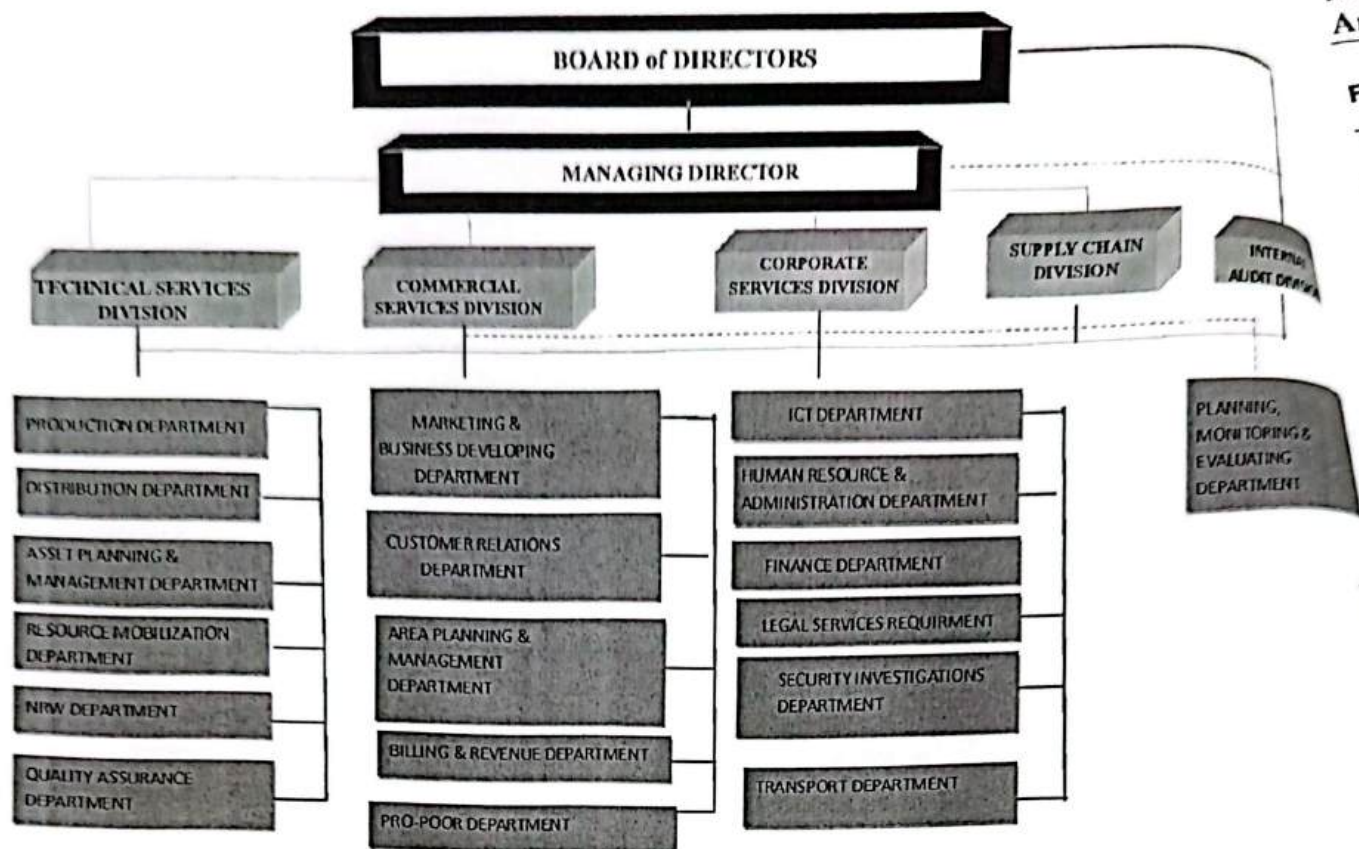 BOARD of DIRECTORS
MANAGING DIRECTOR
TECHNICAL SERVICES
DIVISION
COMMERCIAL
SERVICES DIVISION
CORPORATE
SERVICES DIVISION
SUPPLY CHAIN
DIVISION
AUDIT
PRODUCTION DEPARTMENT
DISTRIBUTION DEPARTMENT
ASSET PLANNING &
MANAGEMENT DEPARTMENT
RESOURCE MOBILIZATION
DEPARTMENT
NRW DEPARTMENT
QUALITY ASSURANCE
DEPARTMENT
MARKETING &
BUSINESS DEVELOPING
DEPARTMENT
CUSTOMER RELATIONS
DEPARTMENT
AREA PLANNING &
MANAGEMENT
DEPARTMENT
BILLING & REVENUE DEPARTMENT
PRO-POOR DEPARTMENT
ICT DEPARTMENT
HUMAN RESOURCE &
ADMINISTRATION DEPARTMENT
FINANCE DEPARTMENT
LEGAL SERVICES REQUIRMENT
SECURITY INVESTIGATIONS
DEPARTMENT
TRANSPORT DEPARTMENT
PLANNING,
MONITORING &
EVALUATING
DEPARTMENT